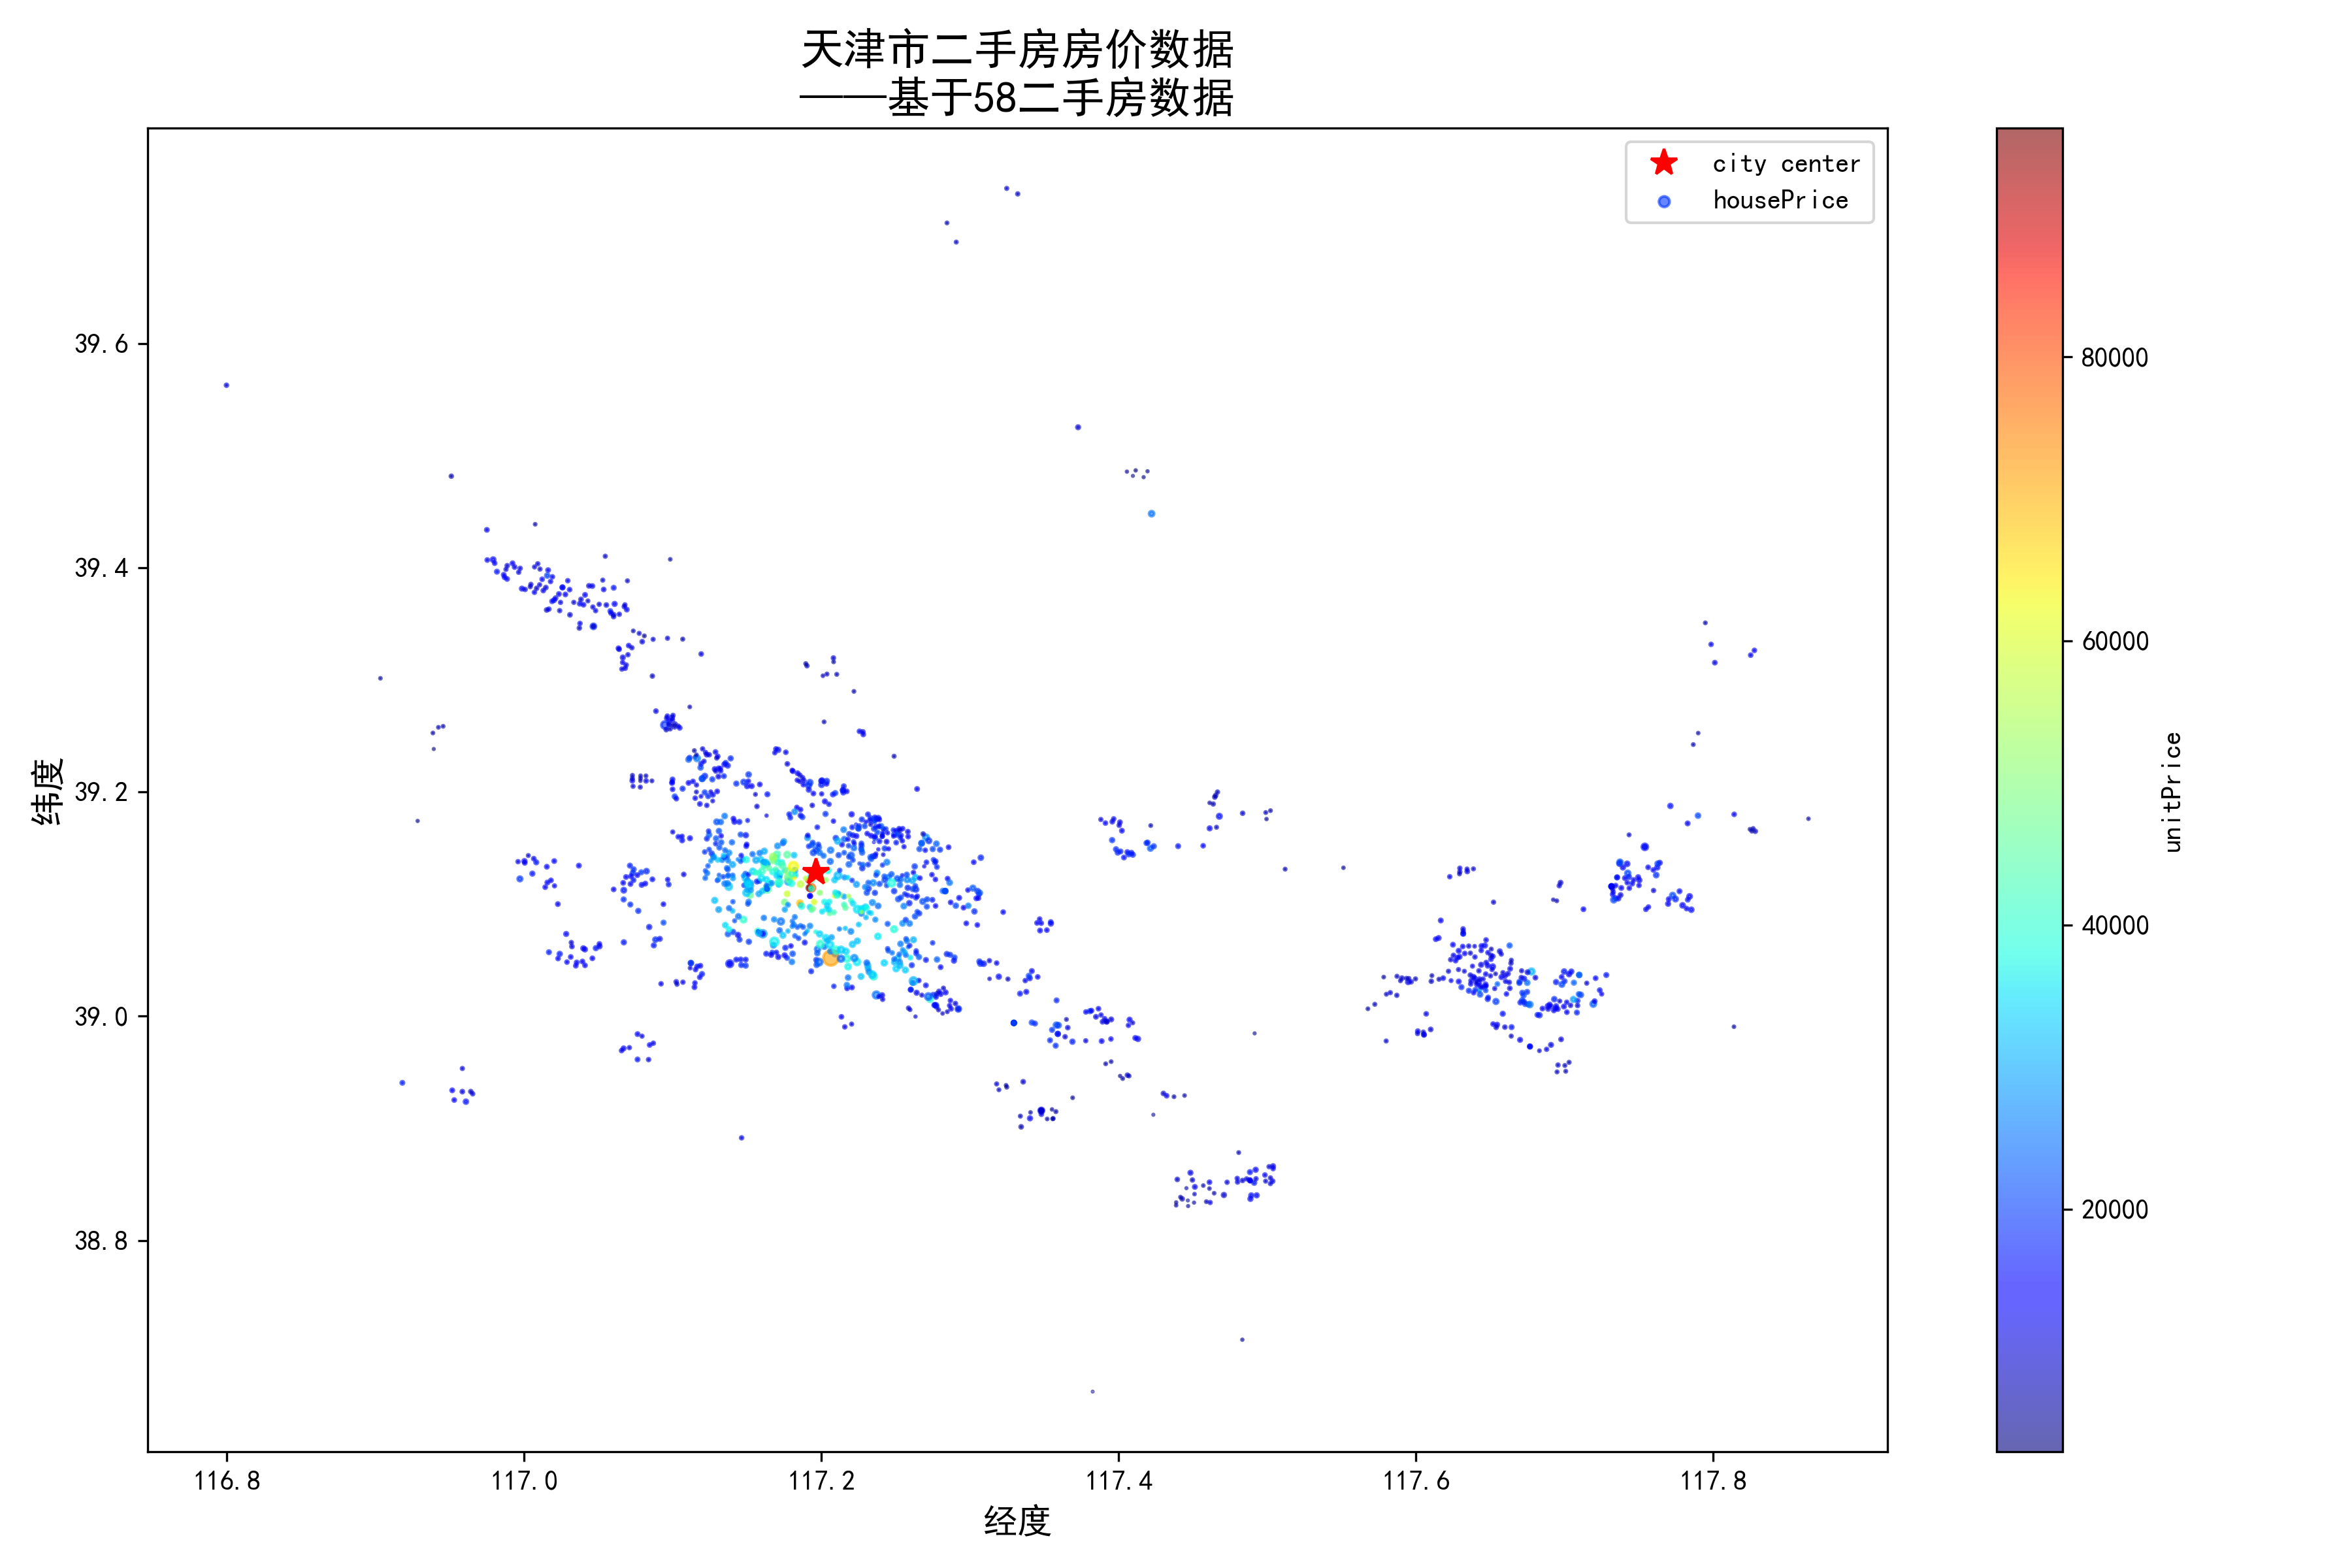 天津市二手房房价数据
——基于58二手房数据
city center
housePrice
39.6
39.4
39.2
39.0
38.8
纬度
116.8
117.0
117.2
117.4
117.6
117.8
经度
80000
60000
40000
20000
unitPrice